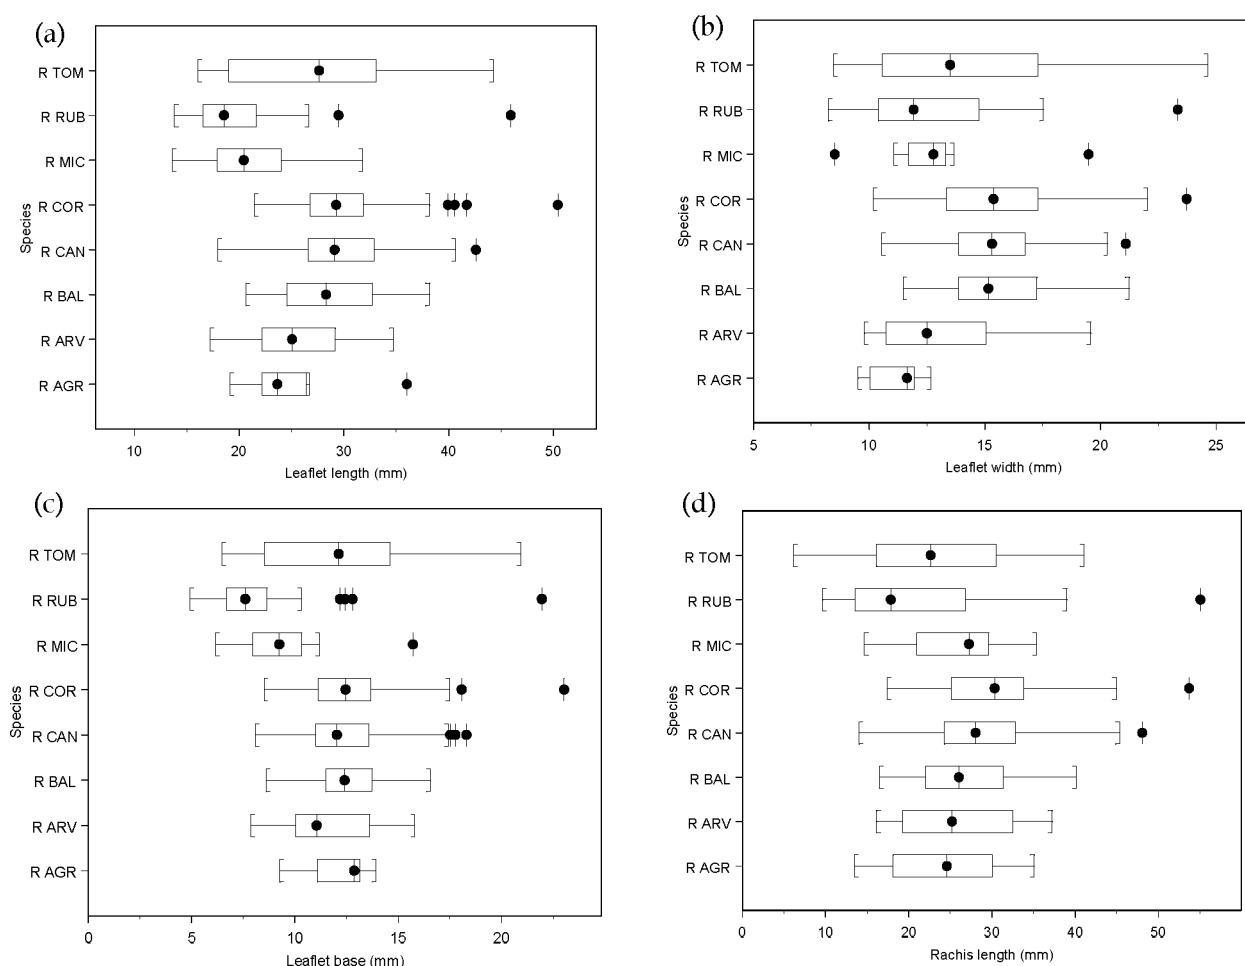 (a)
R TOM
R RUB
R MIC
R COR
R CAN
R BAL
R ARV
R AGR
Species
10 20 30 40 50
Leaflet length (mm)
(b)
R TOM
R RUB
R MIC
R COR
R CAN
R BAL
R ARV
R AGR
Species
5 10 15 20 25
Leaflet width (mm)
(c)
R TOM
R RUB
R MIC
R COR
R CAN
R BAL
R ARV
R AGR
Species
0 5 10 15 20
Leaflet base (mm)
(d)
R TOM
R RUB
R MIC
R COR
R CAN
R BAL
R ARV
R AGR
Species
0 10 20 30 40 50
Rachis length (mm)